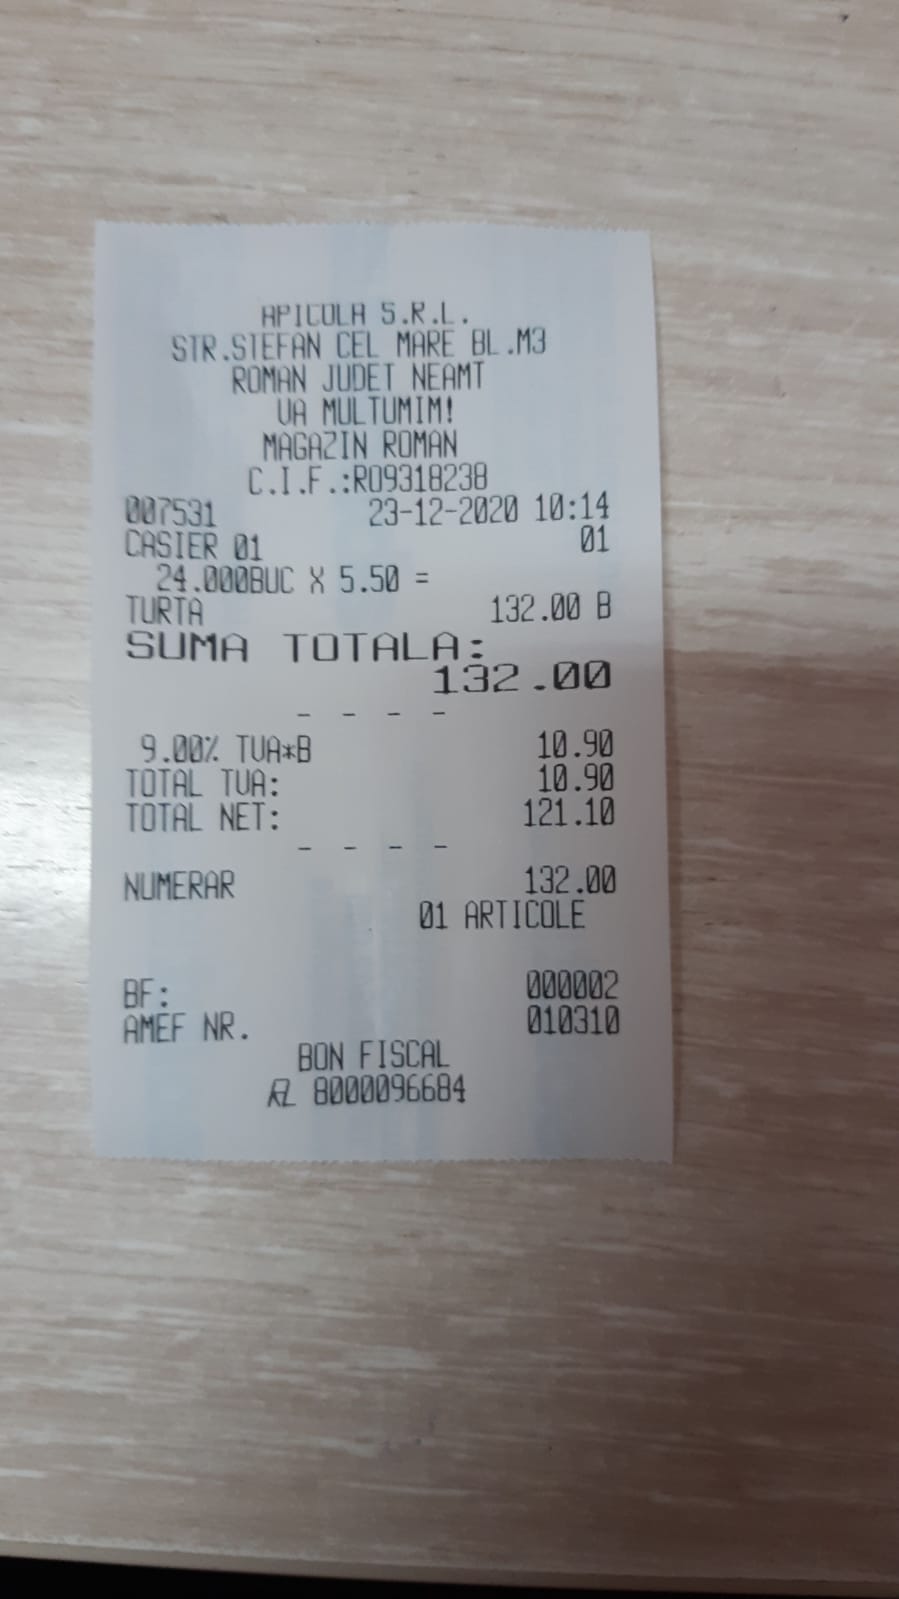 APICOLA S.R.L.
STR.STEFAN CEL MARE BL.M3
ROMAN JUDET NEAMT
VA MULTUMIM!
MAGAZIN ROMAN
C.I.F.:RO9318238
007531 23-12-2020 10:14
CASIER 01 01
24.000BUC X 5.50 =
TURTA 132.00 B
SUMA TOTALA:
132.00
- - - -
9.00% TVA*B 10.90
TOTAL TVA: 10.90
TOTAL NET: 121.10
- - - -
NUMERAR 132.00
01 ARTICOLE
BF: 000002
AMEF NR. 010310
BON FISCAL
8000096684